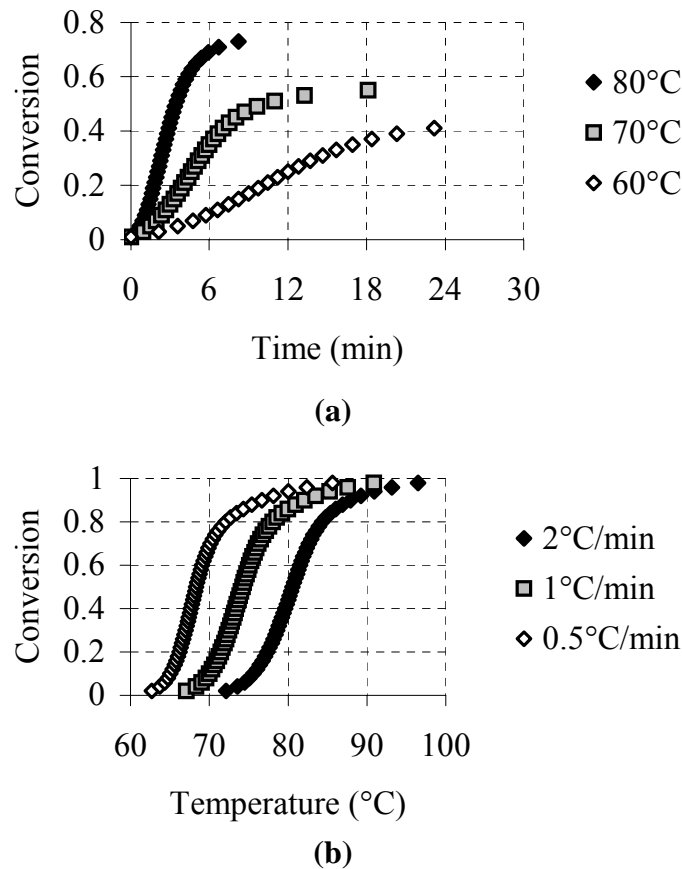 0.8
0.6
0.4
0.2
0
Conversion
0 6 12 18 24 30
Time (min)
80°C
70°C
60°C
(a)
1
0.8
0.6
0.4
0.2
0
Conversion
60 70 80 90 100
Temperature (°C)
2°C/min
1°C/min
0.5°C/min
(b)